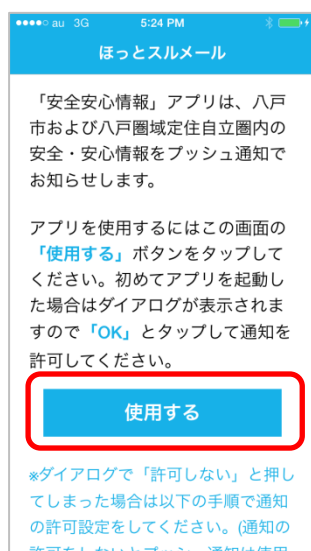 au 3G 5:24 PM
ほっとスルメール
「安全安心情報」アプリは、八戸
市および八戸圏域定住自立圏内の
安全・安心情報をプッシュ通知で
お知らせします。
アプリを使用するにはこの画面の
「使用する」ボタンをタップして
ください。初めてアプリを起動し
た場合はダイアログが表示されま
すので「OK」とタップして通知を
許可してください。
使用する
※ダイアログで「許可しない」と押し
てしまった場合は以下の手順で通知
の許可設定をしてください。(通知の